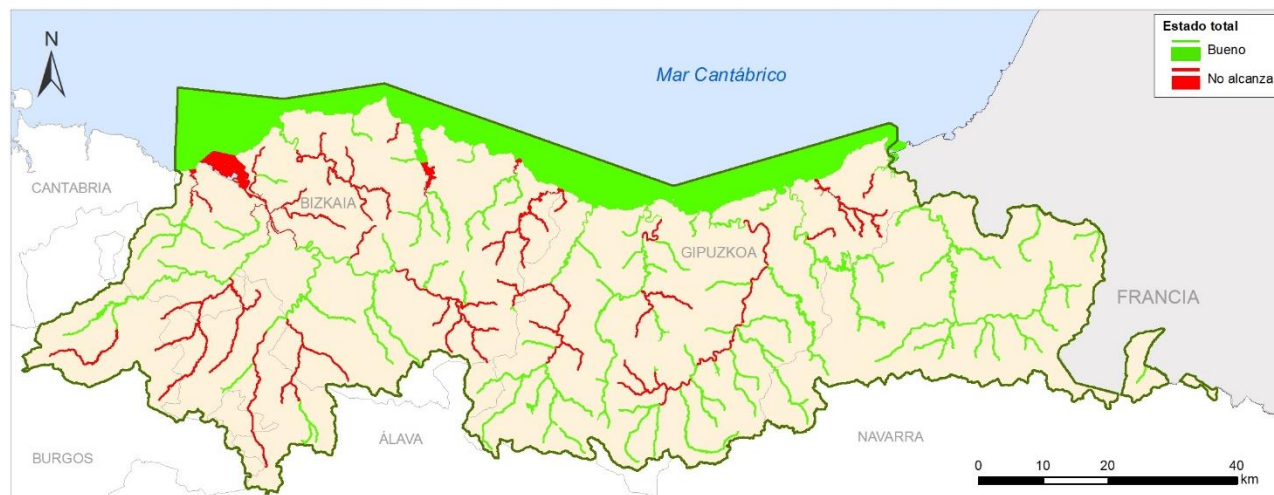 N
Mar Cantábrico
Estado total
Bueno
No alcanza
CANTABRIA
BIZKAIA
GIPUZKOA
FRANCIA
BURGOS
ÁLAVA
NAVARRA
0 10 20 40
km